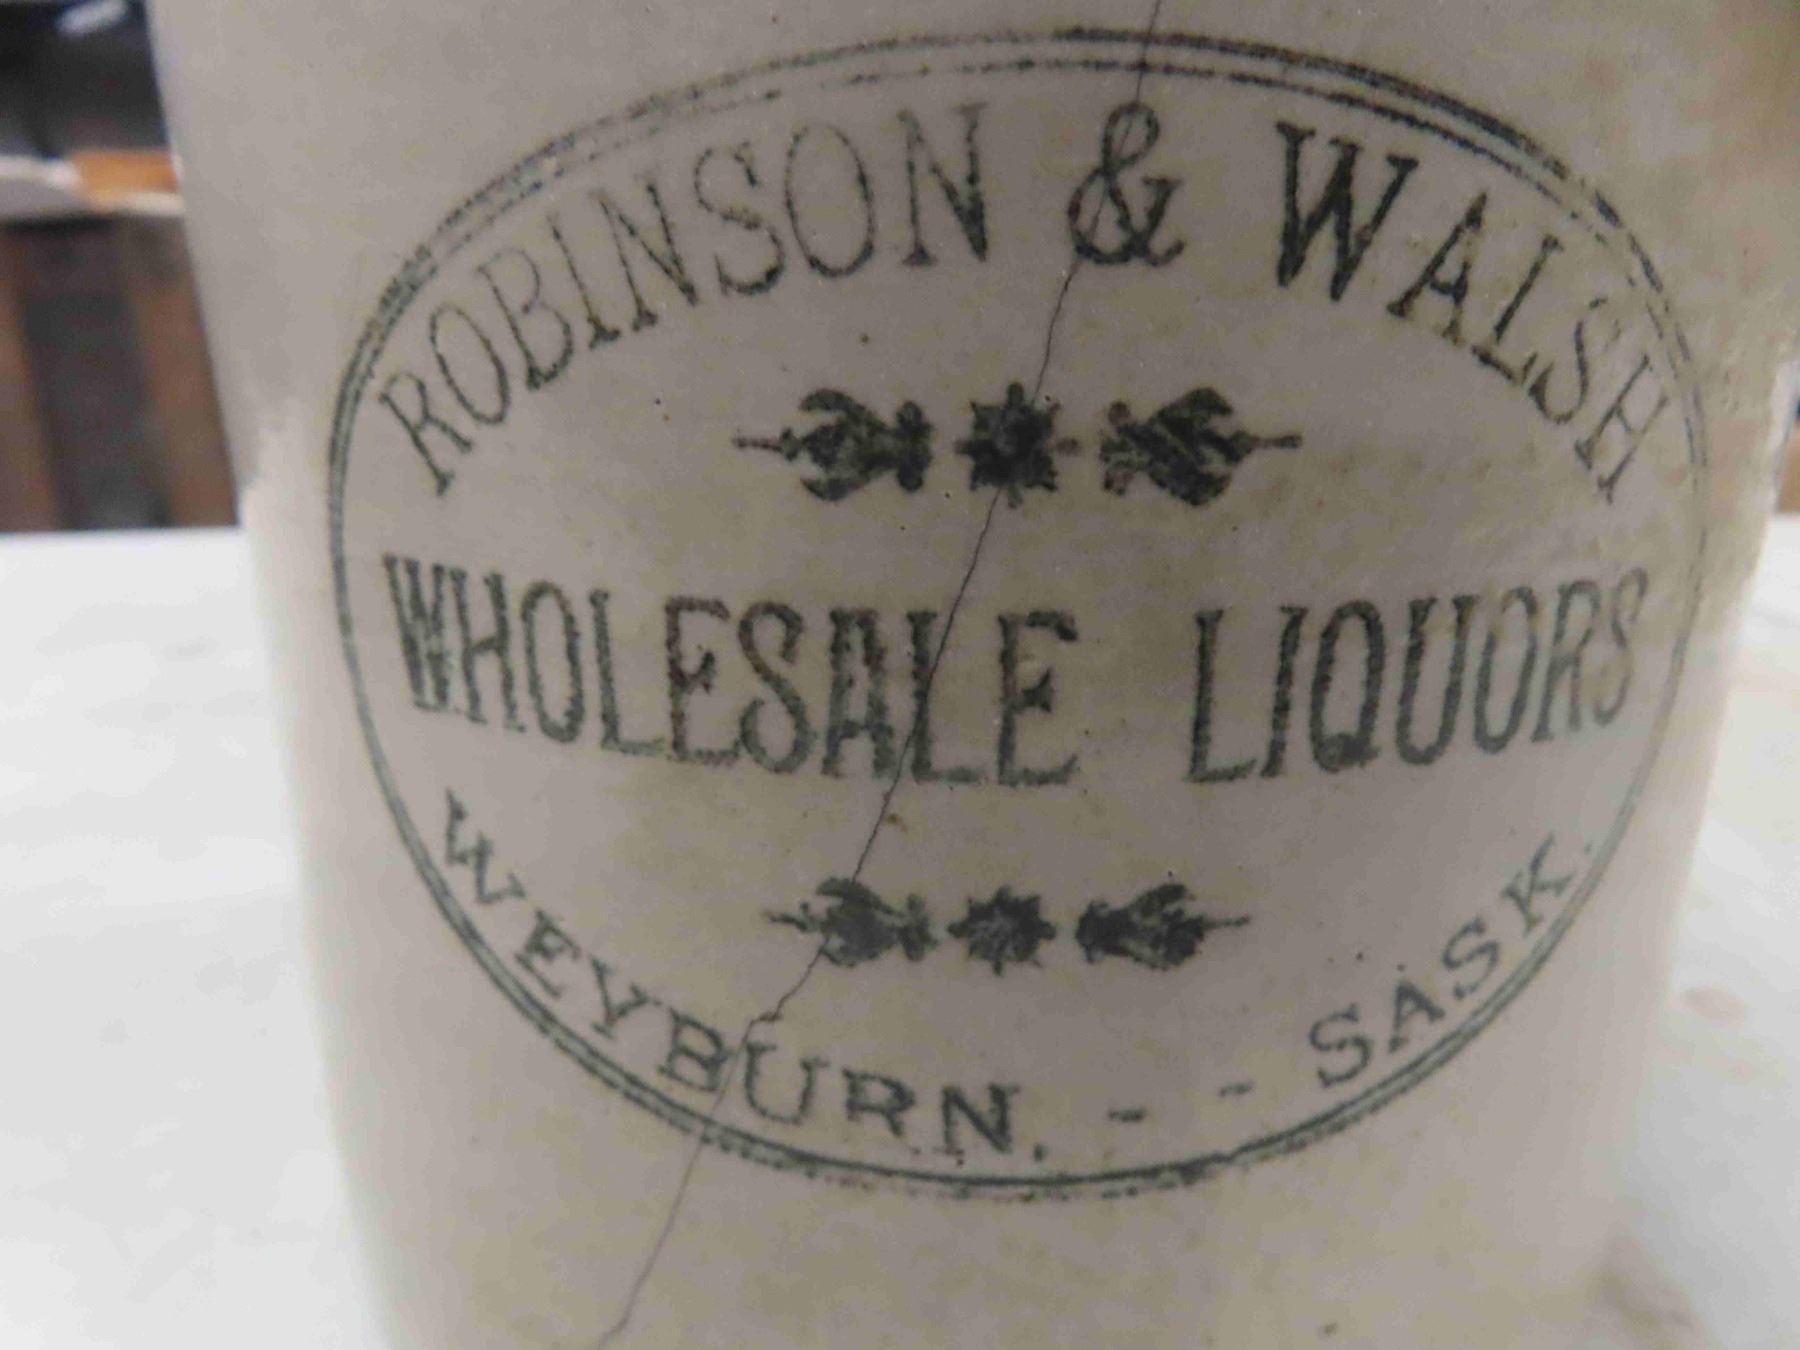 ROBINSON & WALSH
WHOLESALE LIQUORS
WEYBURN, - - SASK.